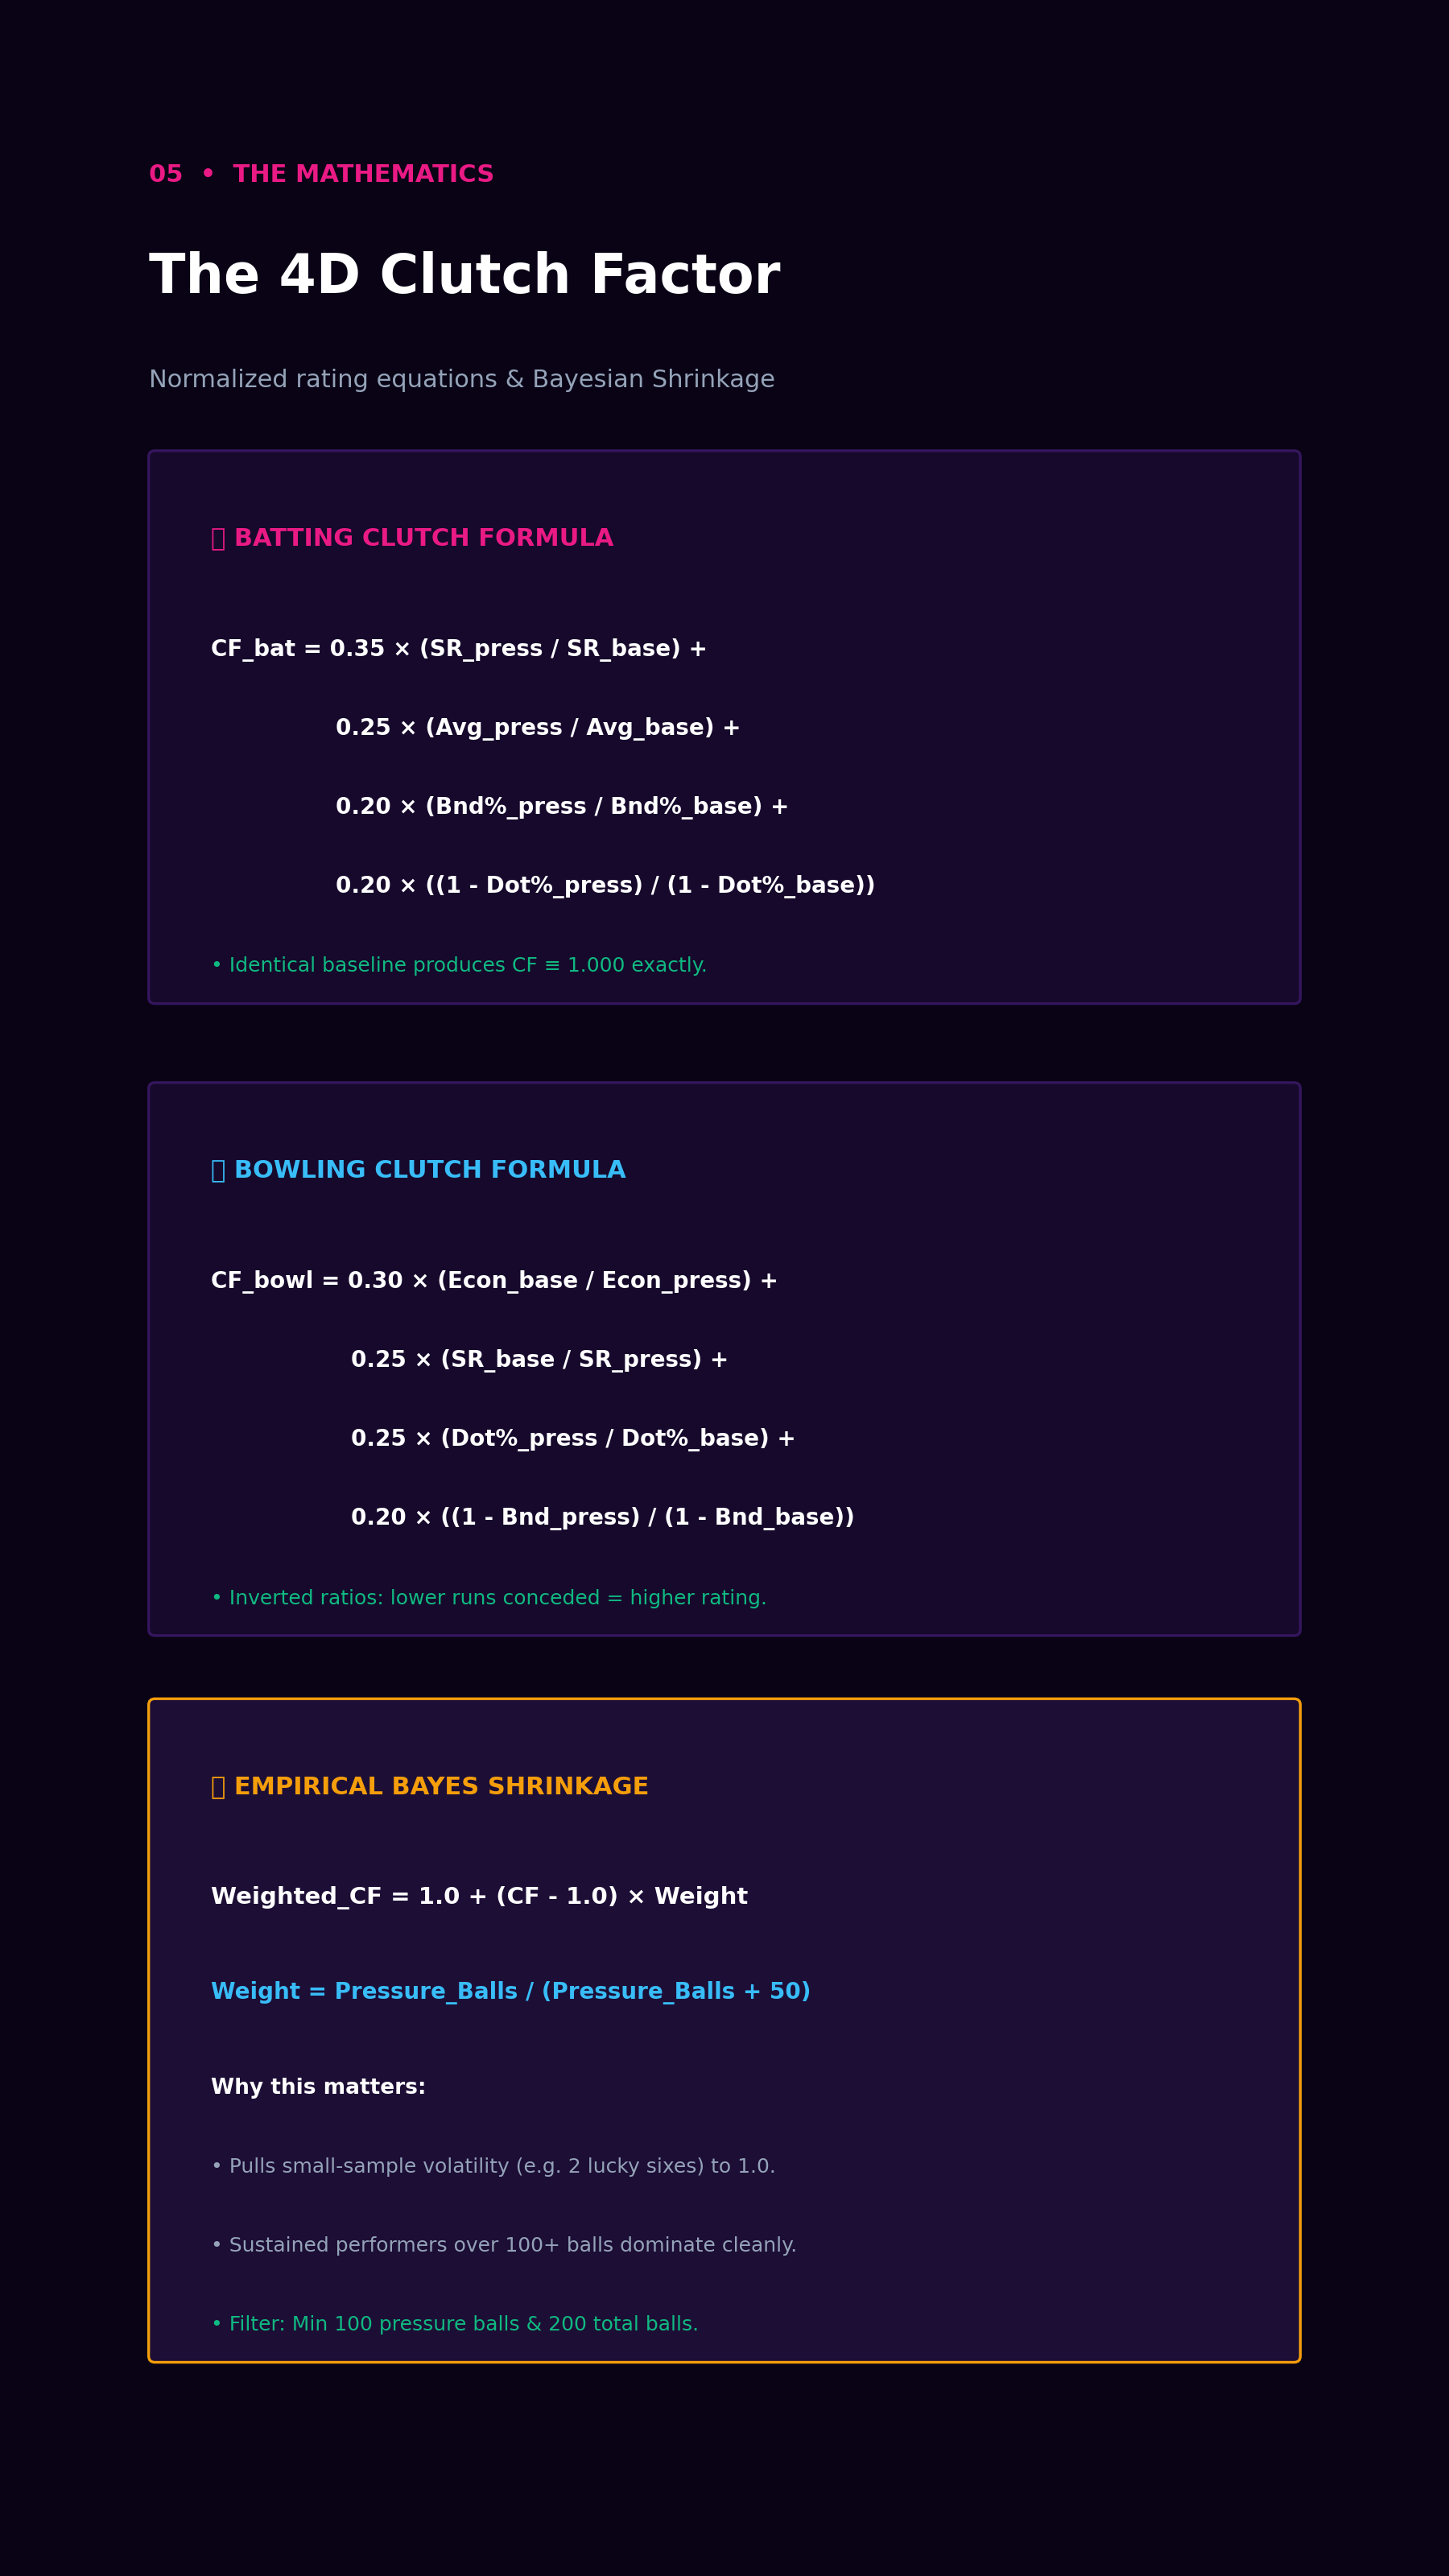 05 • THE MATHEMATICS
The 4D Clutch Factor
Normalized rating equations & Bayesian Shrinkage
BATTING CLUTCH FORMULA
CF_bat = 0.35 × (SR_press / SR_base) +
0.25 × (Avg_press / Avg_base) +
0.20 × (Bnd%_press / Bnd%_base) +
0.20 × ((1 - Dot%_press) / (1 - Dot%_base))
• Identical baseline produces CF ≡ 1.000 exactly.
BOWLING CLUTCH FORMULA
CF_bowl = 0.30 × (Econ_base / Econ_press) +
0.25 × (SR_base / SR_press) +
0.25 × (Dot%_press / Dot%_base) +
0.20 × ((1 - Bnd_press) / (1 - Bnd_base))
• Inverted ratios: lower runs conceded = higher rating.
EMPIRICAL BAYES SHRINKAGE
Weighted_CF = 1.0 + (CF - 1.0) × Weight
Weight = Pressure_Balls / (Pressure_Balls + 50)
Why this matters:
• Pulls small-sample volatility (e.g. 2 lucky sixes) to 1.0.
• Sustained performers over 100+ balls dominate cleanly.
• Filter: Min 100 pressure balls & 200 total balls.